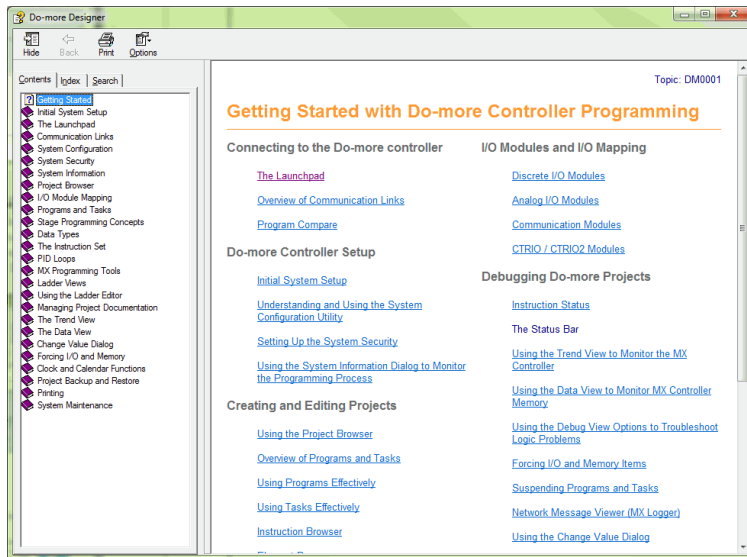 Do-more Designer
Hide
Back
Print
Options
Contents
Index
Search
Getting Started
Initial System Setup
The Launchpad
Communication Links
System Configuration
System Security
System Information
Project Browser
I/O Module Mapping
Programs and Tasks
Stage Programming Concepts
Data Types
The Instruction Set
PID Loops
MX Programming Tools
Ladder Views
Using the Ladder Editor
Managing Project Documentation
The Trend View
The Data View
Change Value Dialog
Forcing I/O and Memory
Clock and Calendar Functions
Project Backup and Restore
Printing
System Maintenance
Topic: DM0001
Getting Started with Do-more Controller Programming
Connecting to the Do-more controller
The Launchpad
Overview of Communication Links
Program Compare
Do-more Controller Setup
Initial System Setup
Understanding and Using the System
Configuration Utility
Setting Up the System Security
Using the System Information Dialog to Monitor
the Programming Process
Creating and Editing Projects
Using the Project Browser
Overview of Programs and Tasks
Using Programs Effectively
Using Tasks Effectively
Instruction Browser
I/O Modules and I/O Mapping
Discrete I/O Modules
Analog I/O Modules
Communication Modules
CTRIO / CTRIO2 Modules
Debugging Do-more Projects
Instruction Status
The Status Bar
Using the Trend View to Monitor the MX
Controller
Using the Data View to Monitor MX Controller
Memory
Using the Debug View Options to Troubleshoot
Logic Problems
Forcing I/O and Memory Items
Suspending Programs and Tasks
Network Message Viewer (MX Logger)
Using the Change Value Dialog